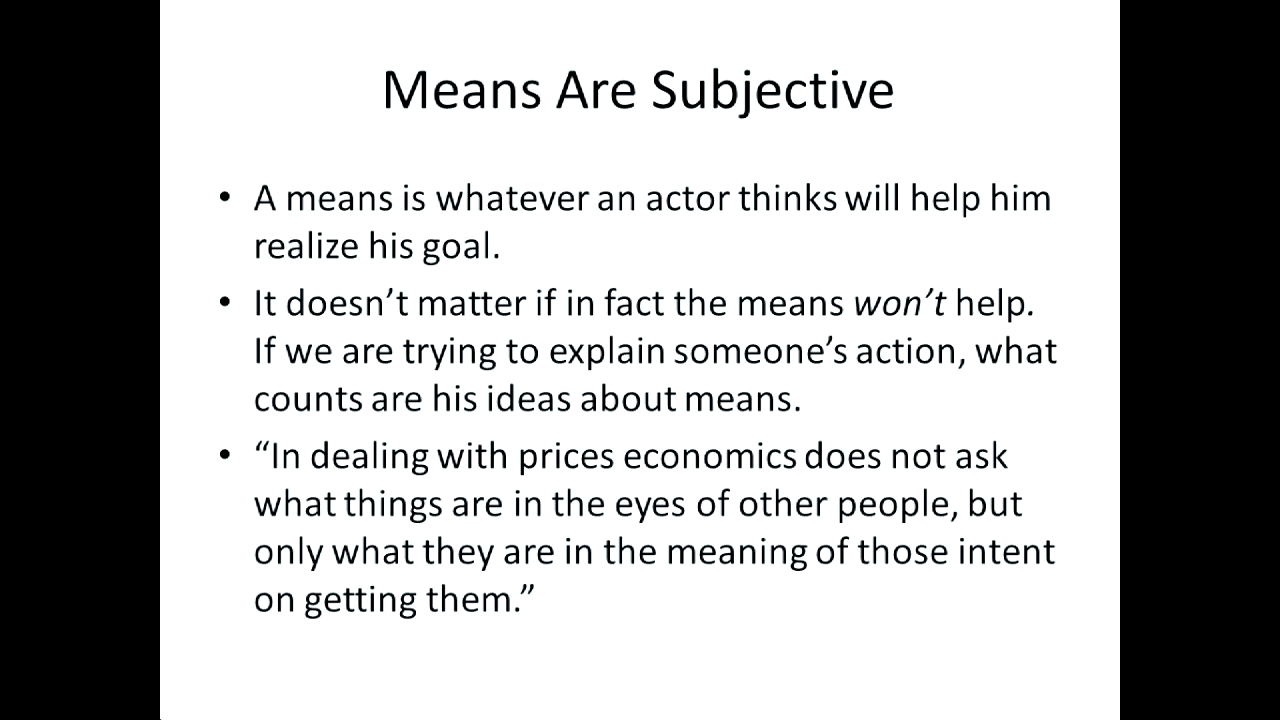 Means Are Subjective
• A means is whatever an actor thinks will help him
realize his goal.
• It doesn’t matter if in fact the means won’t help.
If we are trying to explain someone’s action, what
counts are his ideas about means.
• “In dealing with prices economics does not ask
what things are in the eyes of other people, but
only what they are in the meaning of those intent
on getting them.”